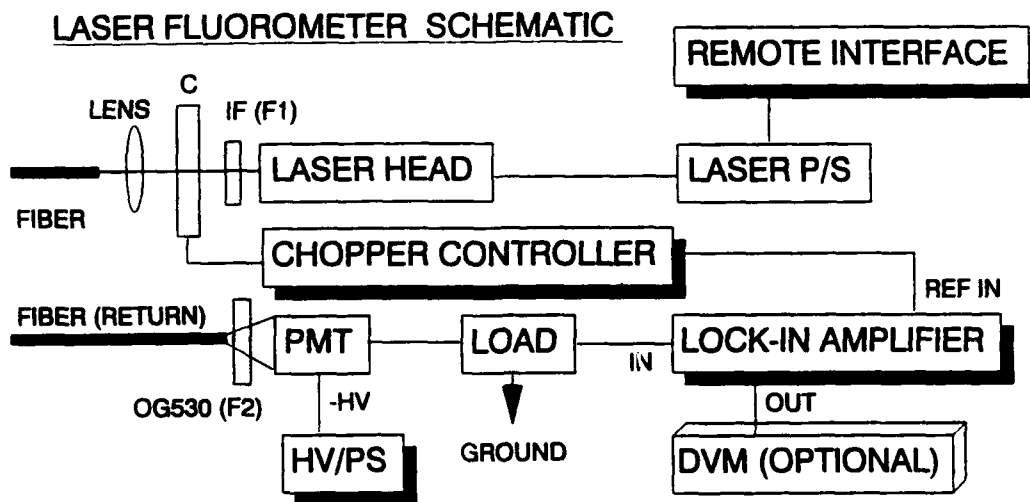 LASER FLUOROMETER SCHEMATIC
REMOTE INTERFACE
C
LENS
IF (F1)
LASER HEAD
LASER P/S
FIBER
CHOPPER CONTROLLER
REF IN
FIBER (RETURN)
PMT
LOAD
IN
LOCK-IN AMPLIFIER
OG530 (F2)
-HV
GROUND
OUT
HV/PS
DVM (OPTIONAL)